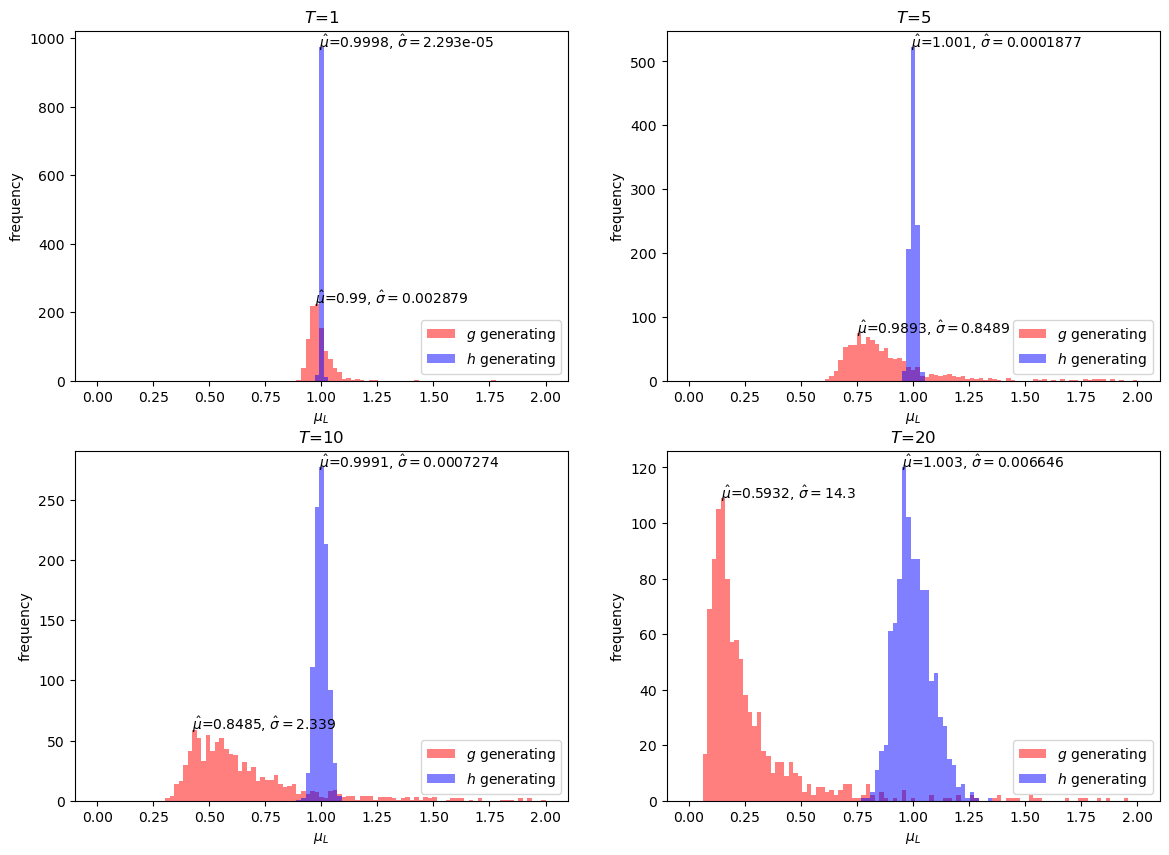 T=1
μ̂=0.9998, σ̂ = 2.293e-05
μ̂=0.99, σ̂ = 0.002879
g generating
h generating
frequency
0
200
400
600
800
1000
0.00 0.25 0.50 0.75 1.00 1.25 1.50 1.75 2.00
μ_L
T=5
μ̂=1.001, σ̂ = 0.0001877
μ̂=0.9893, σ̂ = 0.8489
g generating
h generating
frequency
0
100
200
300
400
500
0.00 0.25 0.50 0.75 1.00 1.25 1.50 1.75 2.00
μ_L
T=10
μ̂=0.9991, σ̂ = 0.0007274
μ̂=0.8485, σ̂ = 2.339
g generating
h generating
frequency
0
50
100
150
200
250
0.00 0.25 0.50 0.75 1.00 1.25 1.50 1.75 2.00
μ_L
T=20
μ̂=1.003, σ̂ = 0.006646
μ̂=0.5932, σ̂ = 14.3
g generating
h generating
frequency
0
20
40
60
80
100
120
0.00 0.25 0.50 0.75 1.00 1.25 1.50 1.75 2.00
μ_L